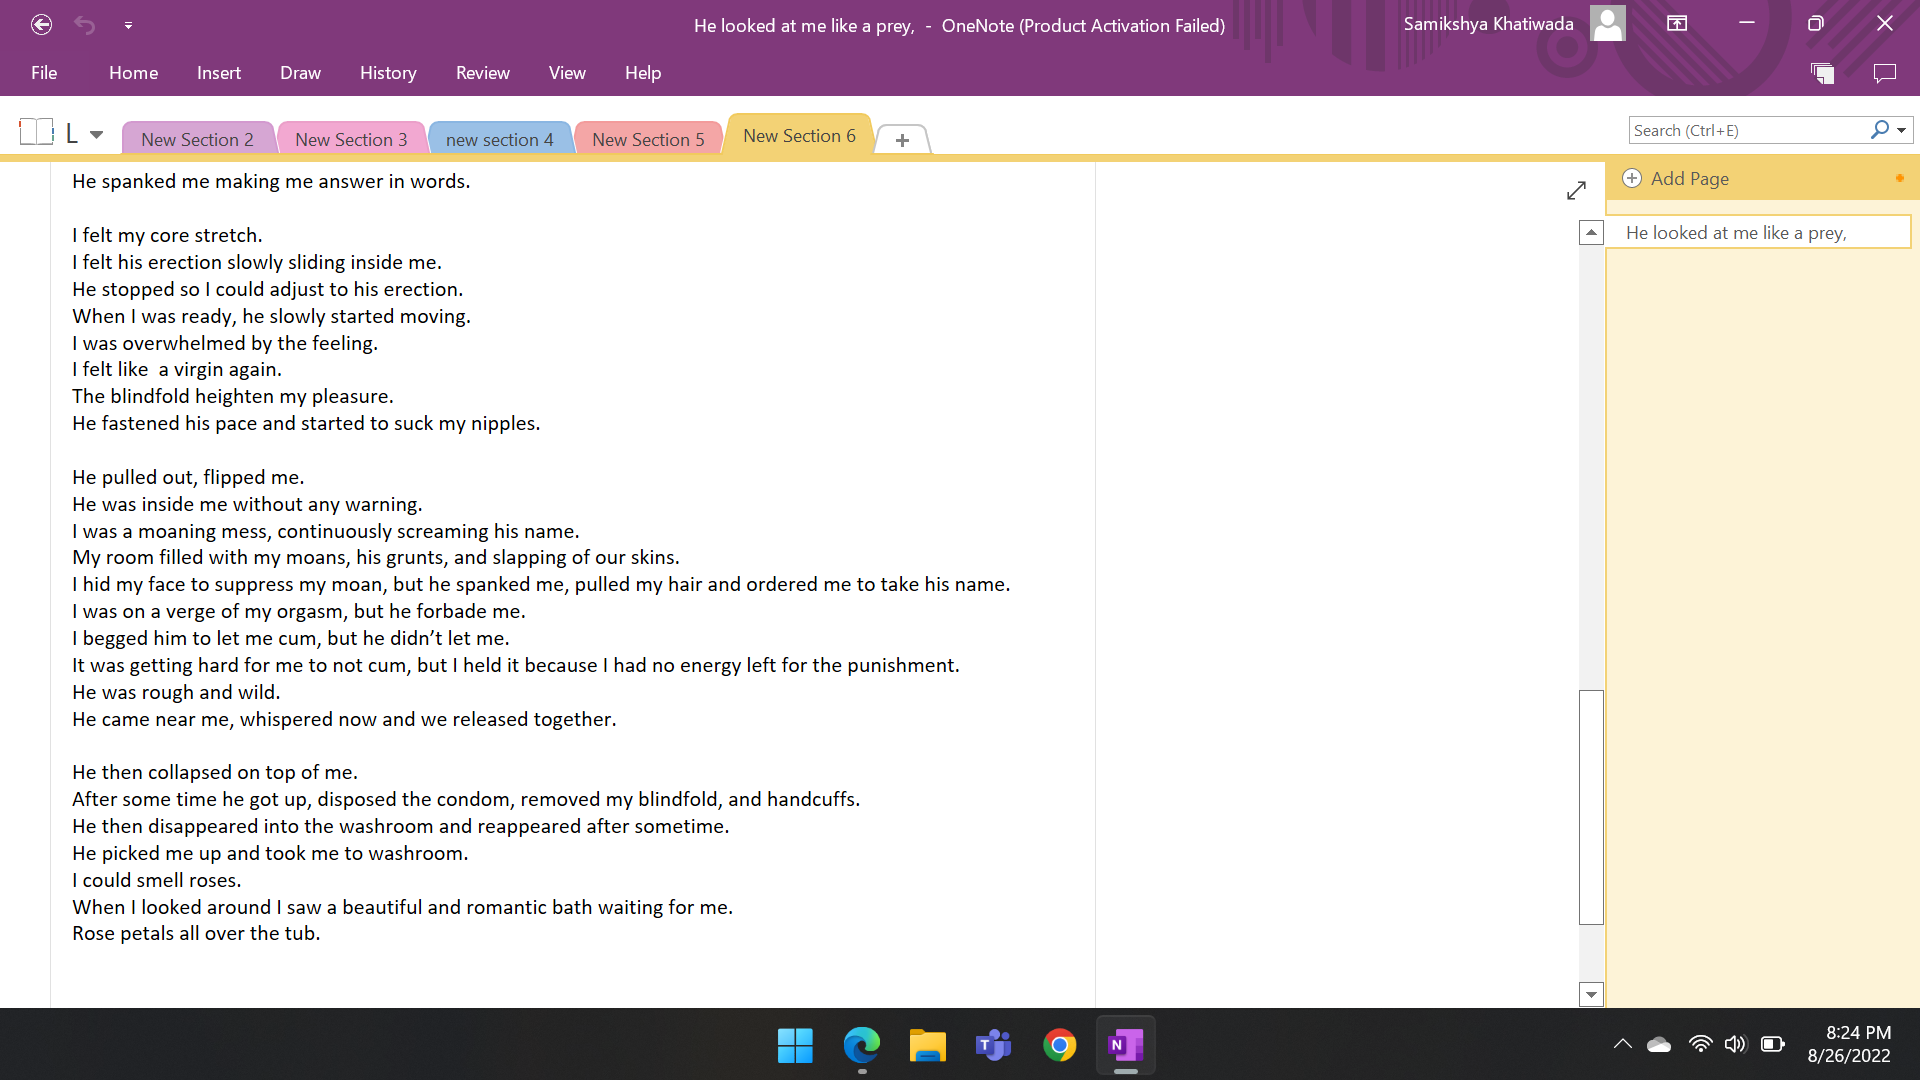 He looked at me like a prey,  -  OneNote (Product Activation Failed)
Samikshya Khatiwada
File Home Insert Draw History Review View Help
L New Section 2 New Section 3 new section 4 New Section 5 New Section 6
Search (Ctrl+E)
Add Page
He looked at me like a prey,
He spanked me making me answer in words.
I felt my core stretch.
I felt his erection slowly sliding inside me.
He stopped so I could adjust to his erection.
When I was ready, he slowly started moving.
I was overwhelmed by the feeling.
I felt like  a virgin again.
The blindfold heighten my pleasure.
He fastened his pace and started to suck my nipples.
He pulled out, flipped me.
He was inside me without any warning.
I was a moaning mess, continuously screaming his name.
My room filled with my moans, his grunts, and slapping of our skins.
I hid my face to suppress my moan, but he spanked me, pulled my hair and ordered me to take his name.
I was on a verge of my orgasm, but he forbade me.
I begged him to let me cum, but he didn’t let me.
It was getting hard for me to not cum, but I held it because I had no energy left for the punishment.
He was rough and wild.
He came near me, whispered now and we released together.
He then collapsed on top of me.
After some time he got up, disposed the condom, removed my blindfold, and handcuffs.
He then disappeared into the washroom and reappeared after sometime.
He picked me up and took me to washroom.
I could smell roses.
When I looked around I saw a beautiful and romantic bath waiting for me.
Rose petals all over the tub.
8:24 PM
8/26/2022